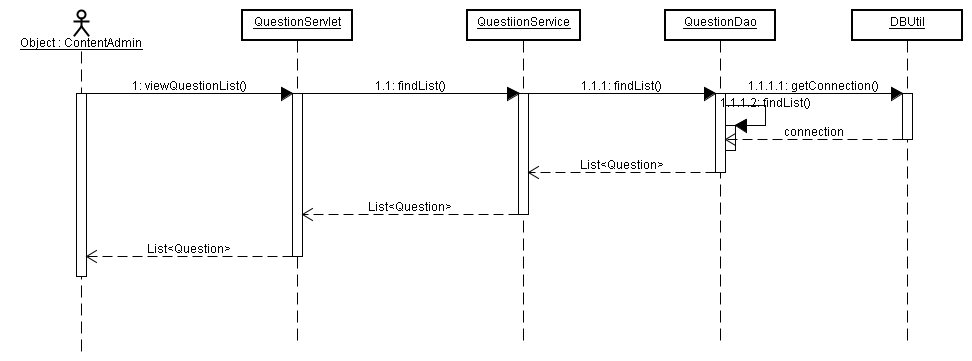 QuestionServlet
QuestiionService
QuestionDao
DBUtil
Object : ContentAdmin
1: viewQuestionList()
1.1: findList()
1.1.1: findList()
1.1.1.1: getConnection()
1.1.1.2: findList()
connection
List<Question>
List<Question>
List<Question>